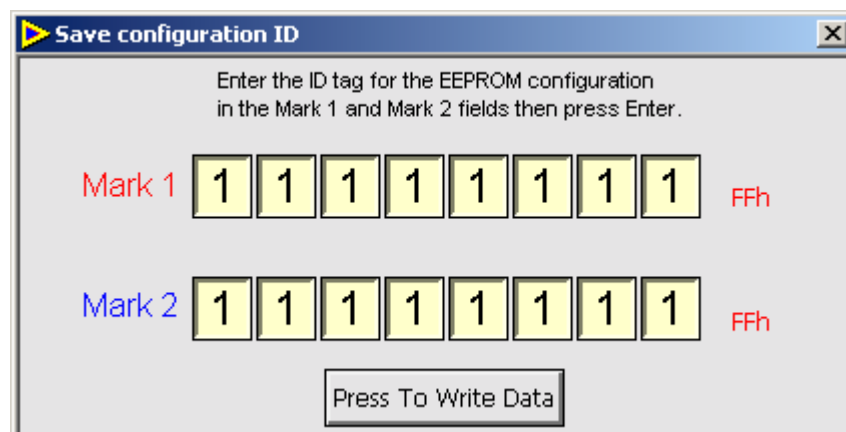 Save configuration ID
Enter the ID tag for the EEPROM configuration
in the Mark 1 and Mark 2 fields then press Enter.
Mark 1 1 1 1 1 1 1 1 1 FFh
Mark 2 1 1 1 1 1 1 1 1 FFh
Press To Write Data